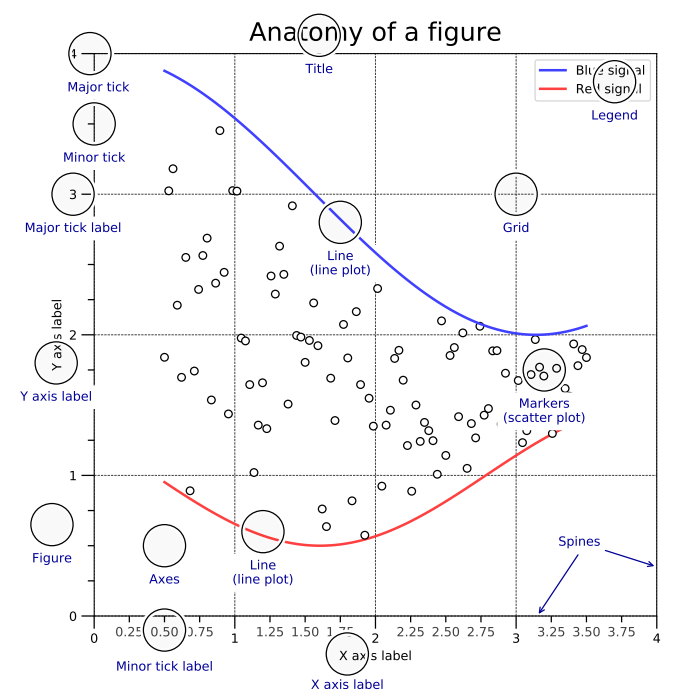 Anatomy of a figure
Title
4
Major tick
Blue signal
Red signal
Legend
Minor tick
3
Major tick label
Grid
Line
(line plot)
2
Y axis label
Y axis label
Markers
(scatter plot)
1
Figure
Axes
Line
(line plot)
Spines
0
0 0.25 0.50 0.75 1 1.25 1.50 1.75 2 2.25 2.50 2.75 3 3.25 3.50 3.75 4
Minor tick label
X axis label
X axis label